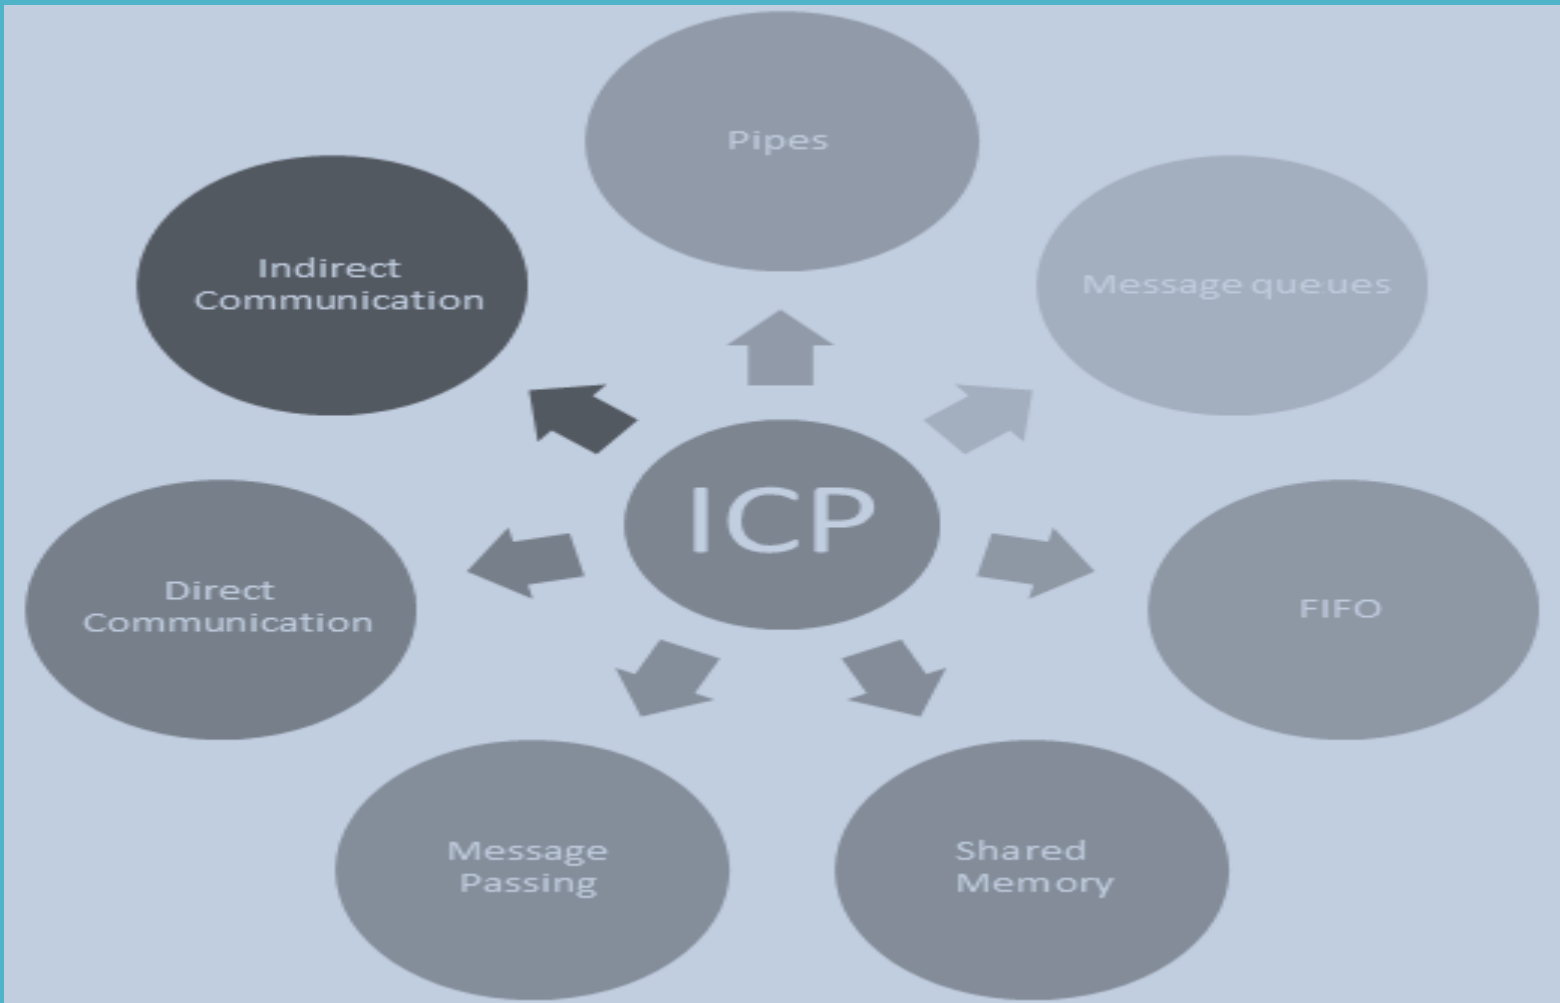 Pipes
Indirect
Communication
Message queues
ICP
Direct
Communication
FIFO
Message
Passing
Shared
Memory